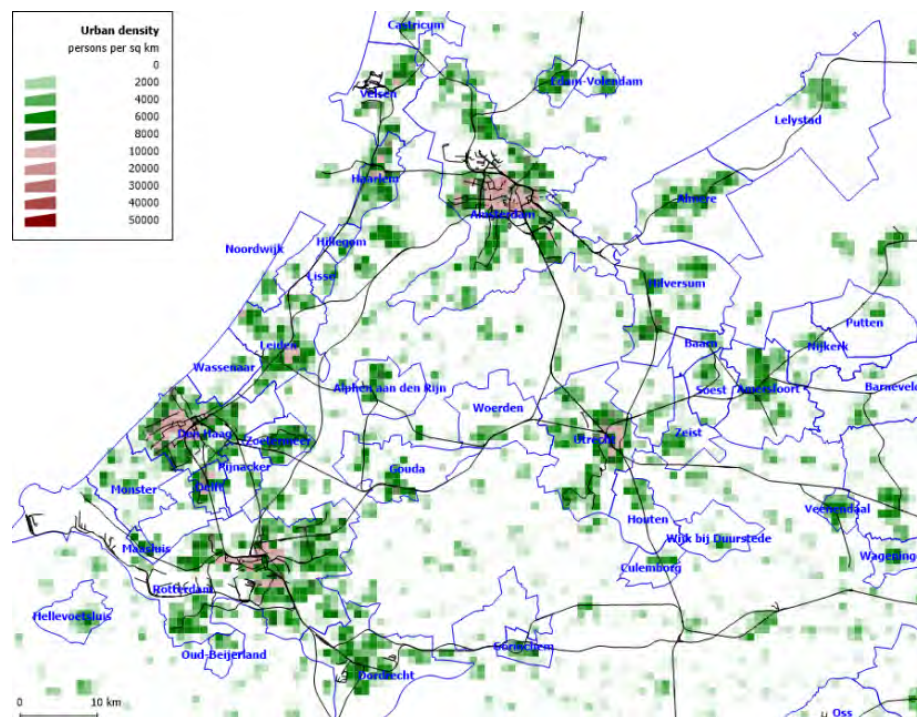 Urban density
persons per sq km
0
2000
4000
6000
8000
10000
20000
30000
40000
50000
Castricum
Velsen
Edam-Volendam
Lelystad
Haarlem
Almere
Amsterdam
Noordwijk
Hillegom
Lisse
Hilversum
Putten
Leiden
Baarn
Nijkerk
Wassenaar
Alphen aan den Rijn
Soest
Amersfoort
Barneveld
Woerden
Den Haag
Zoetermeer
Utrecht
Zeist
Pijnacker
Gouda
Monster
Delft
Veenendaal
Houten
Wijk bij Duurstede
Maasluis
Culemborg
Wagening
Rotterdam
Hellevoetsluis
Gorinchem
Oud-Beijerland
Dordrecht
Oss
0 10 km